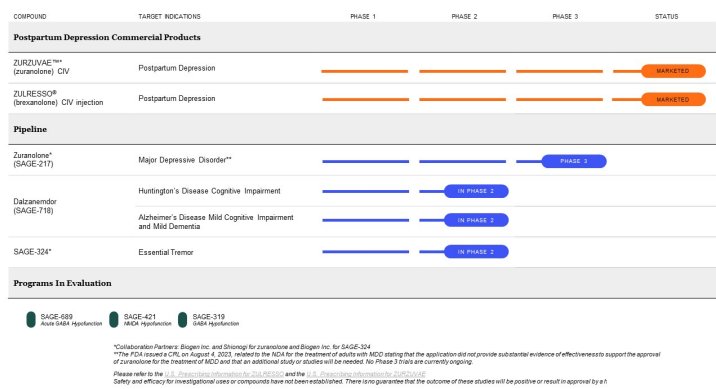 COMPOUND TARGET INDICATIONS PHASE 1 PHASE 2 PHASE 3 STATUS
Postpartum Depression Commercial Products
ZURZUVAE™*
(zuranolone) CIV
Postpartum Depression
MARKETED
ZULRESSO®
(brexanolone) CIV injection
Postpartum Depression
MARKETED
Pipeline
Zuranolone*
(SAGE-217)
Major Depressive Disorder**
PHASE 3
Dalzanemdor
(SAGE-718)
Huntington's Disease Cognitive Impairment
IN PHASE 2
Alzheimer's Disease Mild Cognitive Impairment
and Mild Dementia
IN PHASE 2
SAGE-324*
Essential Tremor
IN PHASE 2
Programs In Evaluation
SAGE-689
Acute GABA Hypofunction
SAGE-421
NMDA Hypofunction
SAGE-319
GABA Hypofunction
*Collaboration Partners: Biogen Inc. and Shionogi for zuranolone and Biogen Inc. for SAGE-324
**The FDA issued a CRL on August 4, 2023, related to the NDA for the treatment of adults with MDD stating that the application did not provide substantial evidence of effectiveness to support the approval
of zuranolone for the treatment of MDD and that an additional study or studies will be needed. No Phase 3 trials are currently ongoing.
Please refer to the U.S. Prescribing Information for ZULRESSO and the U.S. Prescribing Information for ZURZUVAE
Safety and efficacy for investigational uses or compounds have not been established. There is no guarantee that the outcome of these studies will be positive or result in approval by a h